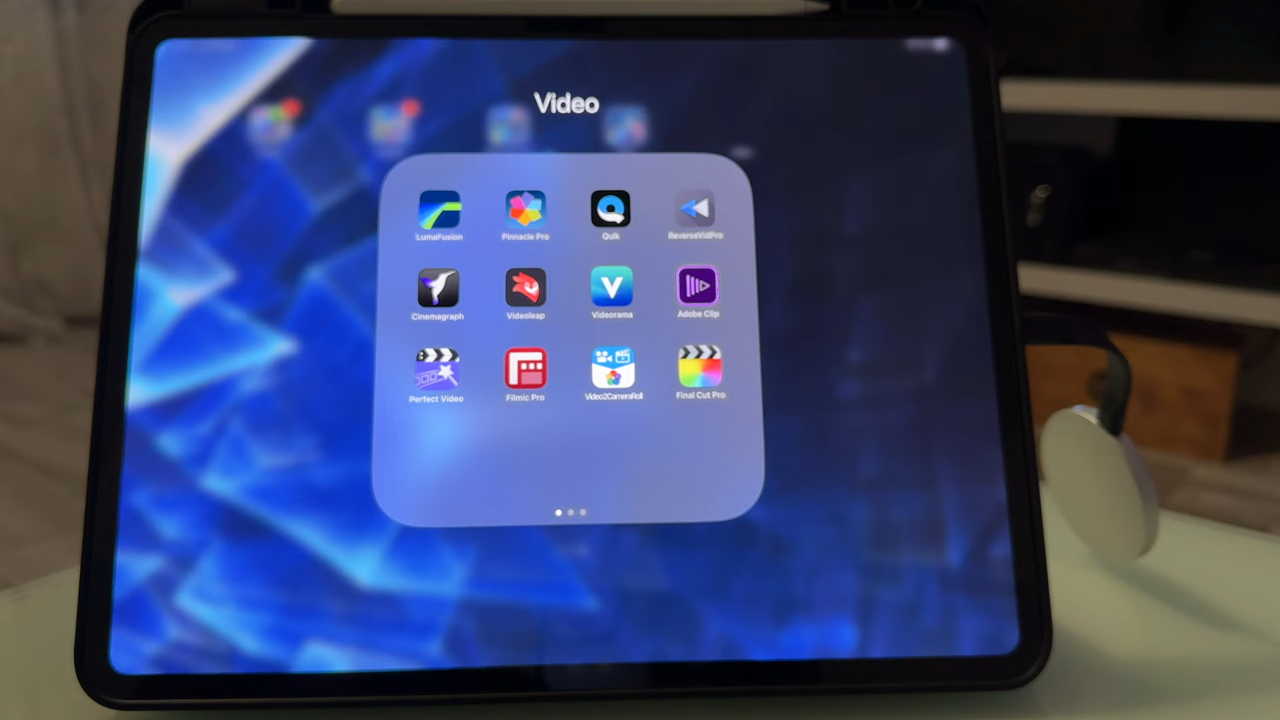 Video
LumaFusion Pinnacle Pro Quik ReverseVidPro
Cinemagraph Videoleap Videorama Adobe Clip
Perfect Video Filmic Pro Video2CameraRoll Final Cut Pro